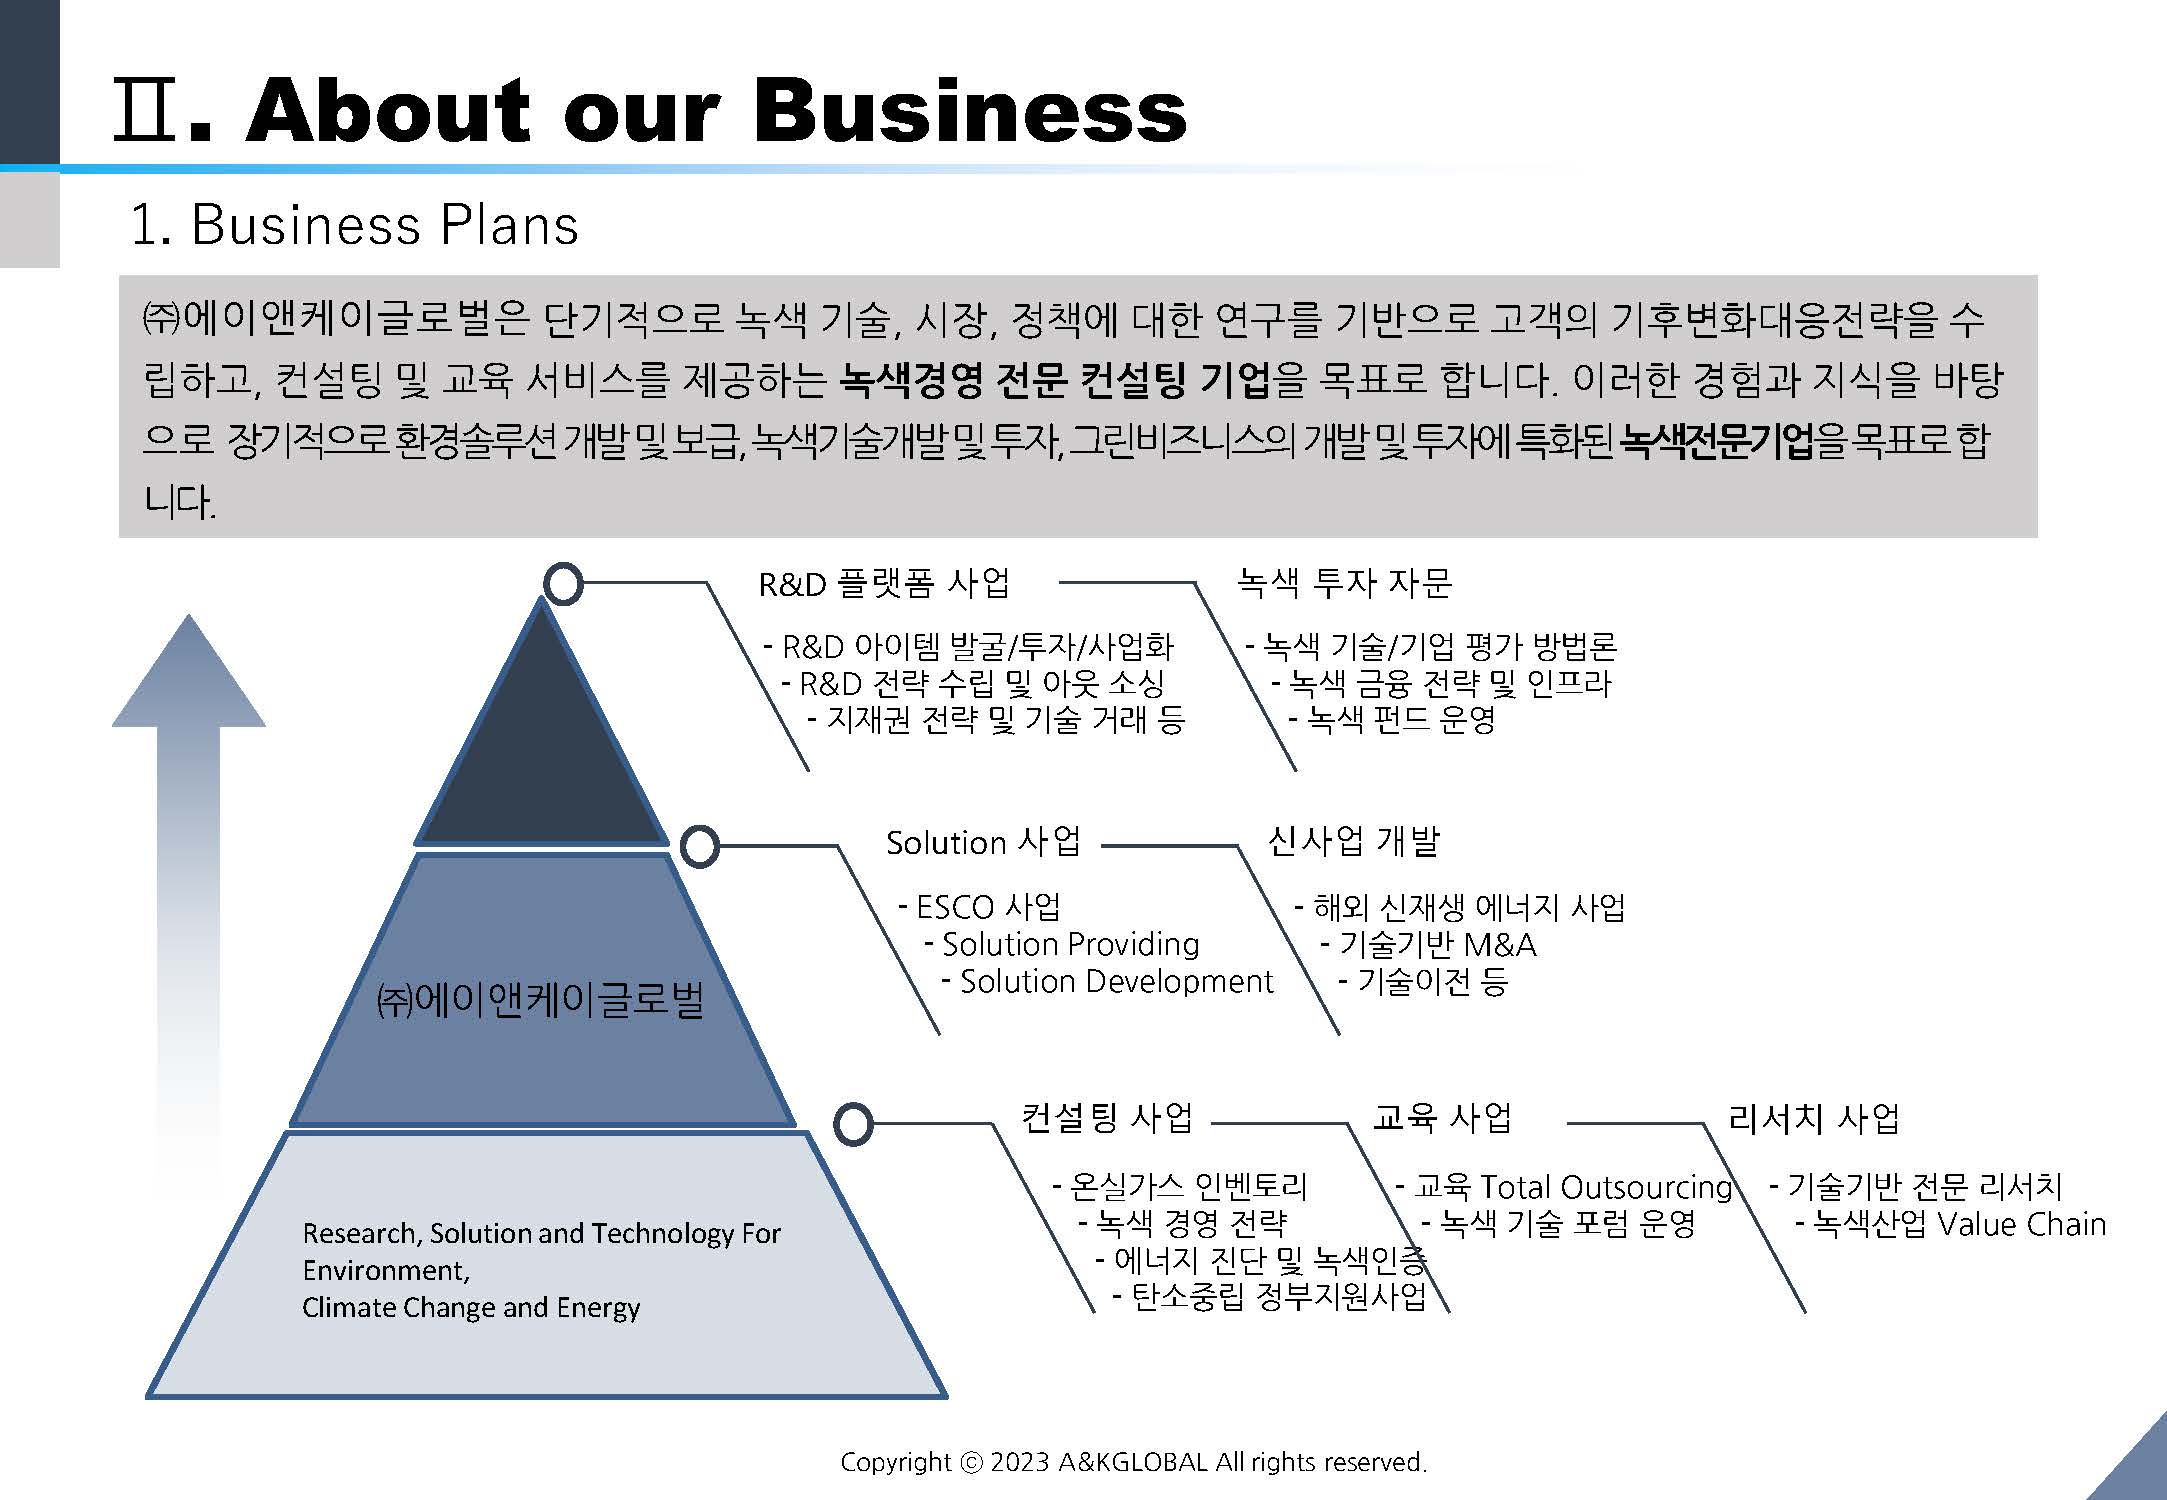 Ⅱ. About our Business
1. Business Plans
㈜에이앤케이글로벌은 단기적으로 녹색 기술, 시장, 정책에 대한 연구를 기반으로 고객의 기후변화대응전략을 수
립하고, 컨설팅 및 교육 서비스를 제공하는 녹색경영 전문 컨설팅 기업을 목표로 합니다. 이러한 경험과 지식을 바탕
으로 장기적으로 환경솔루션 개발 및 보급, 녹색기술개발 및 투자, 그린비즈니스의 개발 및 투자에 특화된 녹색전문기업을 목표로 합
니다.
R&D 플랫폼 사업
- R&D 아이템 발굴/투자/사업화
- R&D 전략 수립 및 아웃 소싱
- 지재권 전략 및 기술 거래 등
녹색 투자 자문
- 녹색 기술/기업 평가 방법론
- 녹색 금융 전략 및 인프라
- 녹색 펀드 운영
Solution 사업
- ESCO 사업
- Solution Providing
- Solution Development
신사업 개발
- 해외 신재생 에너지 사업
- 기술기반 M&A
- 기술이전 등
㈜에이앤케이글로벌
컨설팅 사업
- 온실가스 인벤토리
- 녹색 경영 전략
- 에너지 진단 및 녹색인증
- 탄소중립 정부지원사업
교육 사업
- 교육 Total Outsourcing
- 녹색 기술 포럼 운영
리서치 사업
- 기술기반 전문 리서치
- 녹색산업 Value Chain
Research, Solution and Technology For
Environment,
Climate Change and Energy
Copyright ⓒ 2023 A&KGLOBAL All rights reserved.